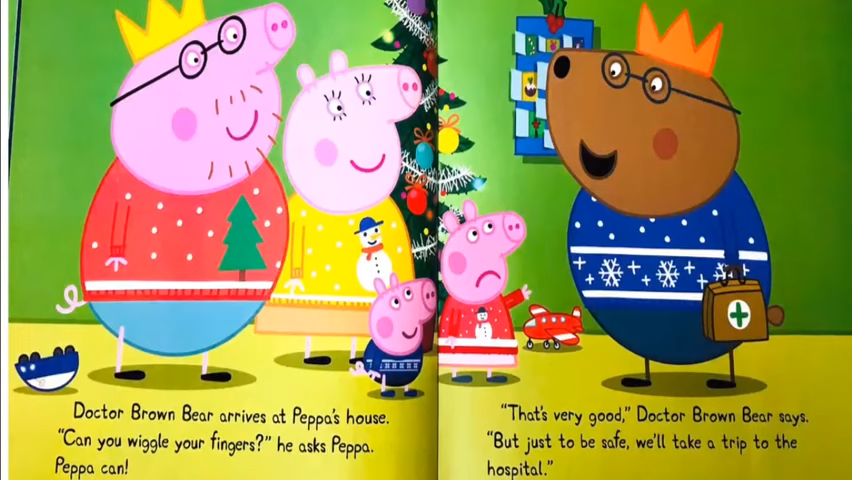 Doctor Brown Bear arrives at Peppa's house.
"Can you wiggle your fingers?" he asks Peppa.
Peppa can!
"That's very good," Doctor Brown Bear says.
"But just to be safe, we'll take a trip to the
hospital."